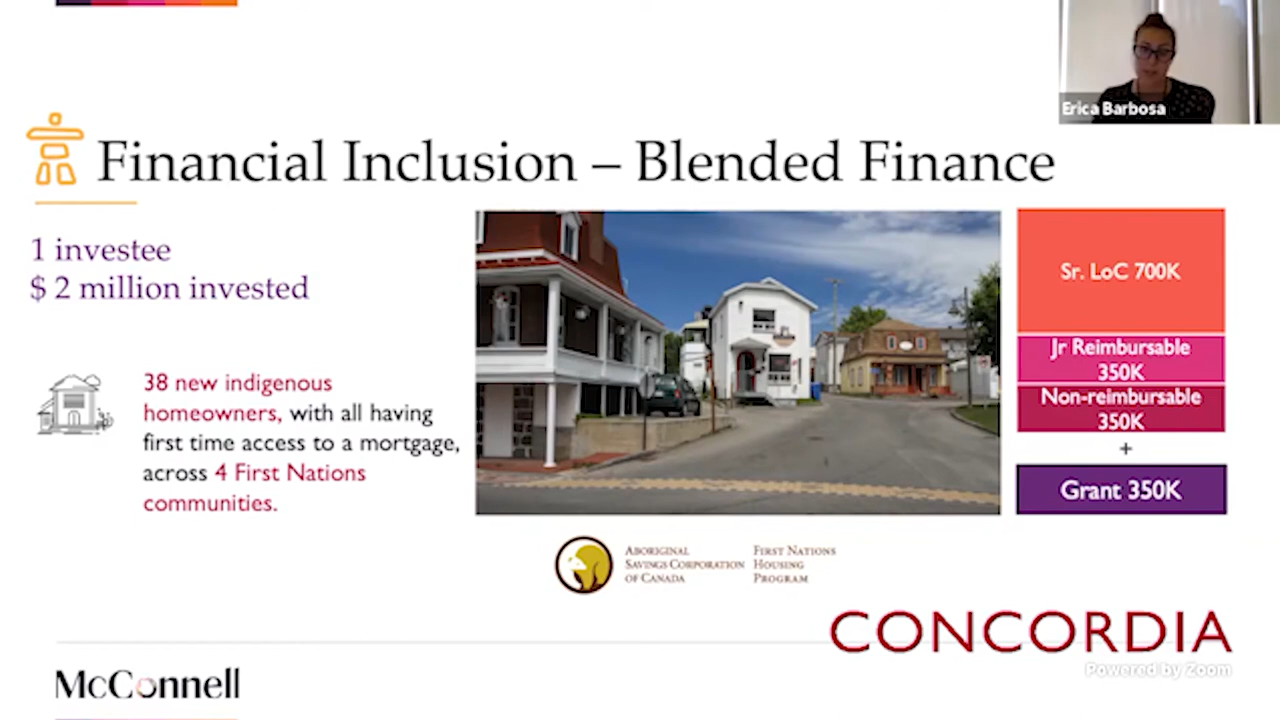 Erica Barbosa
Financial Inclusion – Blended Finance
1 investee
$ 2 million invested
38 new indigenous
homeowners, with all having
first time access to a mortgage,
across 4 First Nations
communities.
Sr. LoC 700K
Jr Reimbursable
350K
Non-reimbursable
350K
+
Grant 350K
ABORIGINAL
SAVINGS CORPORATION
OF CANADA
FIRST NATIONS
HOUSING
PROGRAM
CONCORDIA
Powered by Zoom
McConnell